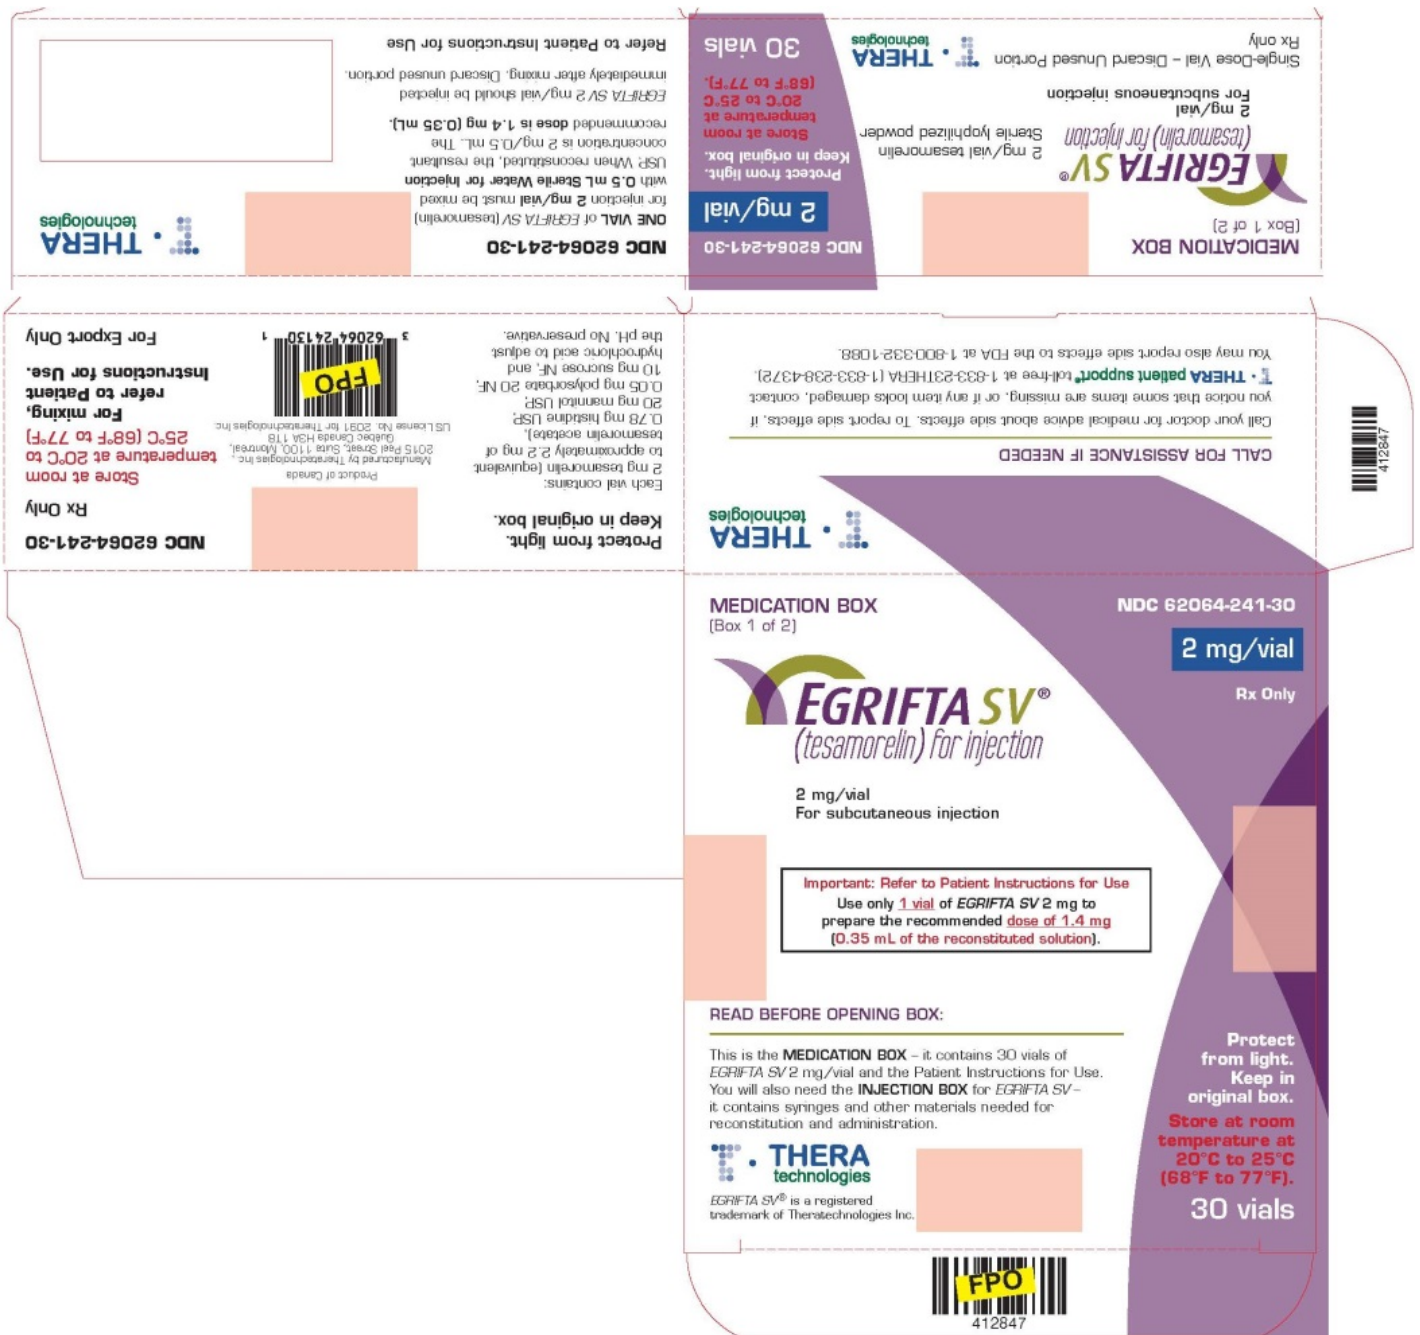 Refer to Patient Instructions for Use
EGRIFTA SV 2 mg/vial should be injected
immediately after mixing. Discard unused portion.
recommended dose is 1.4 mg (0.35 mL).
concentration is 2 mg/0.5 mL. The
USP. When reconstituted, the resultant
with 0.5 mL Sterile Water for Injection
for injection 2 mg/vial must be mixed
ONE VIAL of EGRIFTA SV (tesamorelin)
NDC 62064-241-30
THERA
technologies
NDC 62064-241-30
2 mg/vial
Protect from light.
Keep in original box.
Store at room
temperature at
20°C to 25°C
(68°F to 77°F).
30 vials
MEDICATION BOX
(Box 1 of 2)
EGRIFTA SV®
(tesamorelin) for injection
2 mg/vial
For subcutaneous injection
2 mg/vial tesamorelin
Sterile lyophilized powder
Single-Dose Vial – Discard Unused Portion
Rx only
THERA
technologies
NDC 62064-241-30
Rx Only
Store at room
temperature at 20°C to
25°C (68°F to 77°F)
For mixing,
refer to Patient
Instructions for Use.
For Export Only
Product of Canada
Manufactured by Theratechnologies Inc.,
2015 Peel Street, Suite 1100, Montréal,
Québec Canada H3A 1T8
US License No. 2091 for Theratechnologies Inc.
FPO
3 62064 24130 1
Protect from light.
Keep in original box.
Each vial contains:
2 mg tesamorelin (equivalent
to approximately 2.2 mg of
tesamorelin acetate),
0.78 mg histidine USP,
20 mg mannitol USP,
0.05 mg polysorbate 20 NF,
10 mg sucrose NF, and
hydrochloric acid to adjust
the pH. No preservative.
THERA
technologies
CALL FOR ASSISTANCE IF NEEDED
Call your doctor for medical advice about side effects. To report side effects, if
you notice that some items are missing, or if any item looks damaged, contact
THERA patient support® toll-free at 1-833-23THERA (1-833-238-4372).
You may also report side effects to the FDA at 1-800-332-1088.
412847
MEDICATION BOX
(Box 1 of 2)
NDC 62064-241-30
2 mg/vial
Rx Only
EGRIFTA SV®
(tesamorelin) for injection
2 mg/vial
For subcutaneous injection
Important: Refer to Patient Instructions for Use
Use only 1 vial of EGRIFTA SV 2 mg to
prepare the recommended dose of 1.4 mg
(0.35 mL of the reconstituted solution).
READ BEFORE OPENING BOX:
This is the MEDICATION BOX – it contains 30 vials of
EGRIFTA SV 2 mg/vial and the Patient Instructions for Use.
You will also need the INJECTION BOX for EGRIFTA SV –
it contains syringes and other materials needed for
reconstitution and administration.
THERA
technologies
EGRIFTA SV® is a registered
trademark of Theratechnologies Inc.
Protect
from light.
Keep in
original box.
Store at room
temperature at
20°C to 25°C
(68°F to 77°F).
30 vials
FPO
412847